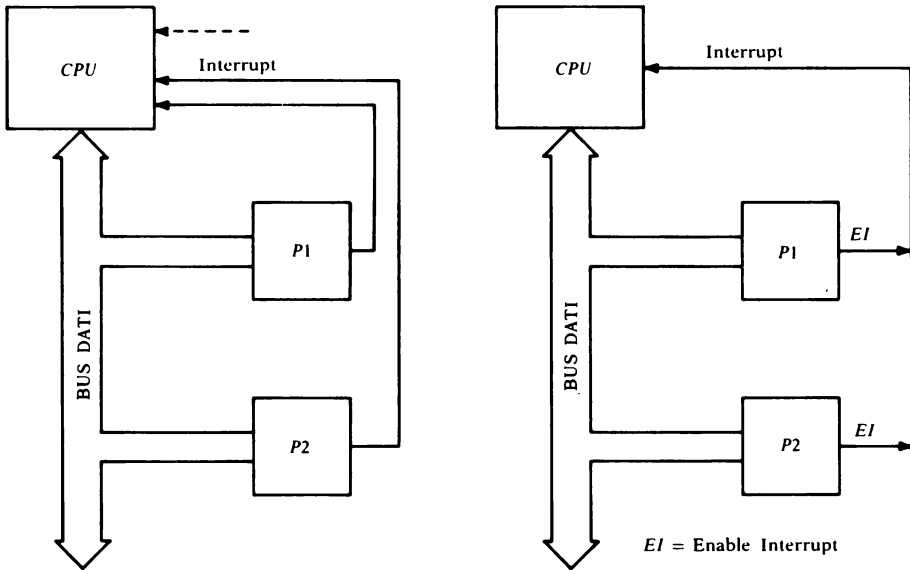 CPU
Interrupt
P1
BUS DATI
P2
CPU
Interrupt
P1
EI
BUS DATI
P2
EI
EI = Enable Interrupt